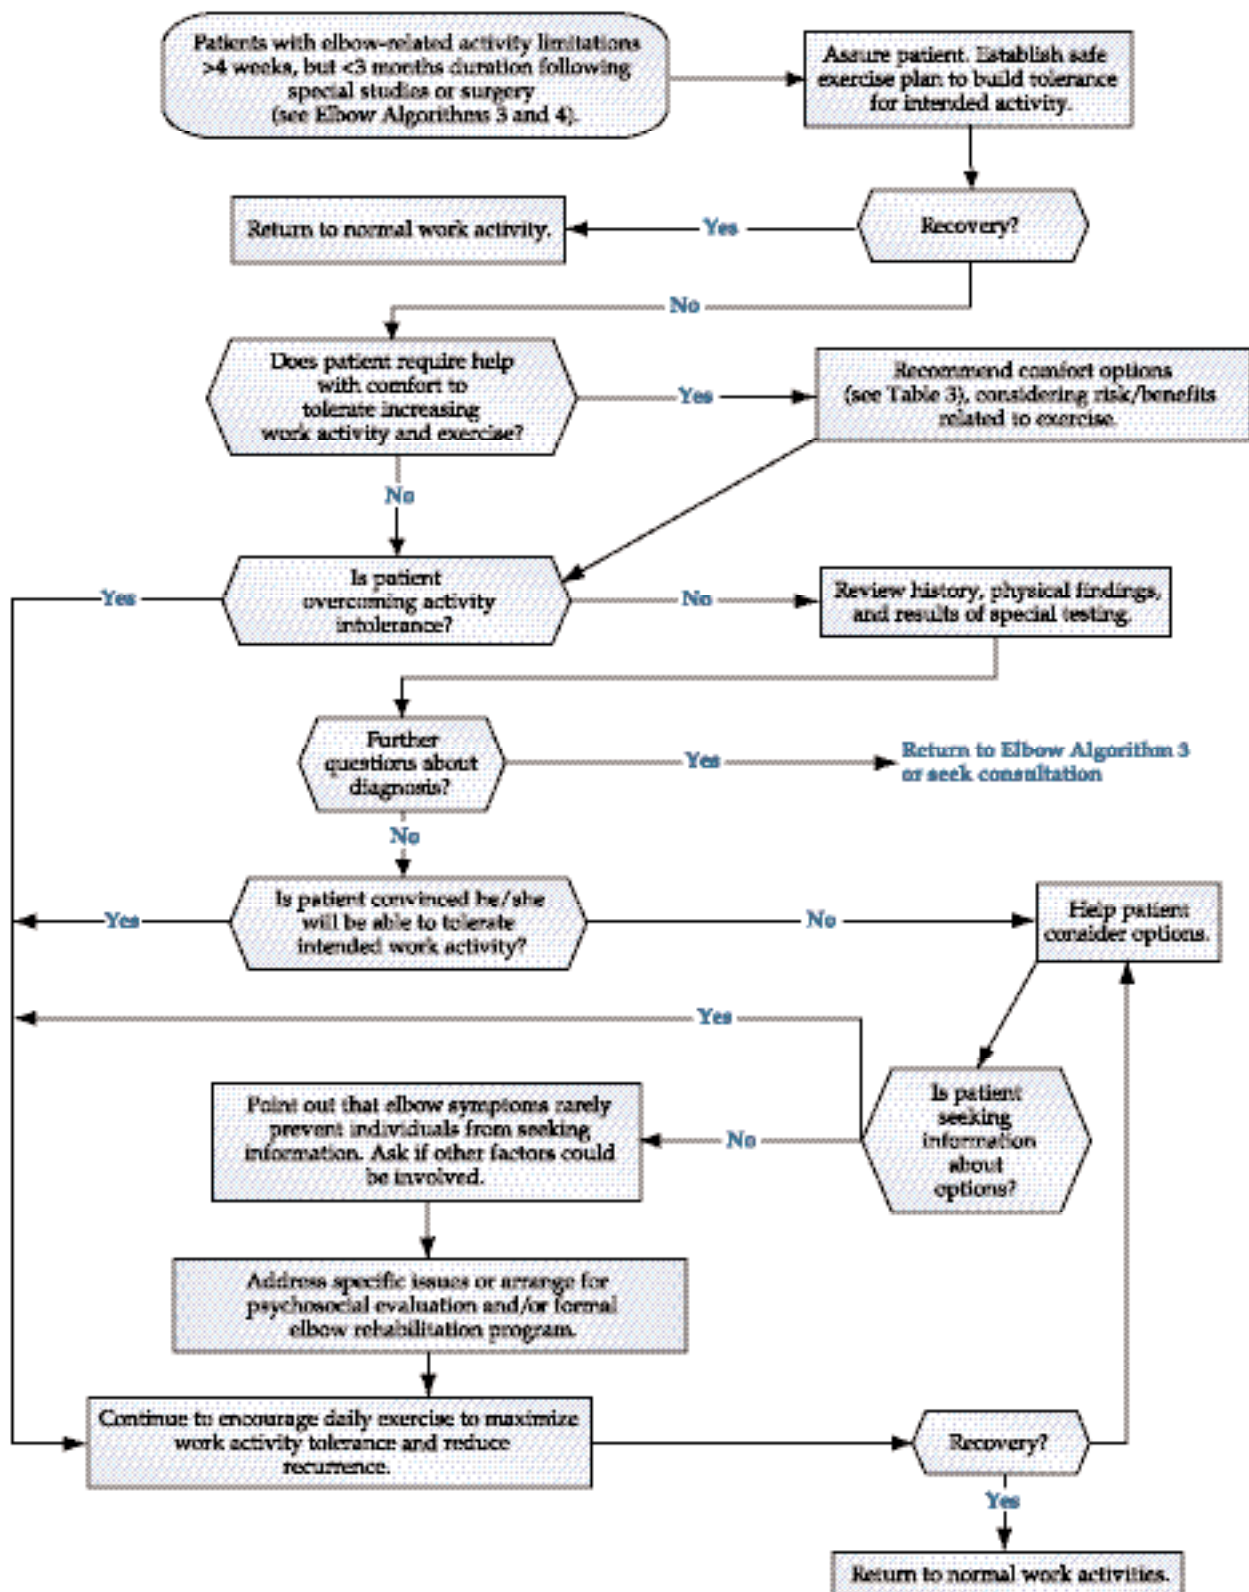 Patients with elbow-related activity limitations
>4 weeks, but <3 months duration following
special studies or surgery
(see Elbow Algorithms 3 and 4).
Assure patient. Establish safe
exercise plan to build tolerance
for intended activity.
Recovery?
Yes
Return to normal work activity.
No
Does patient require help
with comfort to
tolerate increasing
work activity and exercise?
Yes
Recommend comfort options
(see Table 3), considering risk/benefits
related to exercise.
No
Is patient
overcoming activity
intolerance?
Yes
No
Review history, physical findings,
and results of special testing.
Further
questions about
diagnosis?
Yes
Return to Elbow Algorithm 3
or seek consultation
No
Is patient convinced he/she
will be able to tolerate
intended work activity?
Yes
No
Help patient
consider options.
Yes
Is patient
seeking
information
about
options?
No
Point out that elbow symptoms rarely
prevent individuals from seeking
information. Ask if other factors could
be involved.
Address specific issues or arrange for
psychosocial evaluation and/or formal
elbow rehabilitation program.
Continue to encourage daily exercise to maximize
work activity tolerance and reduce
recurrence.
Recovery?
Yes
Return to normal work activities.